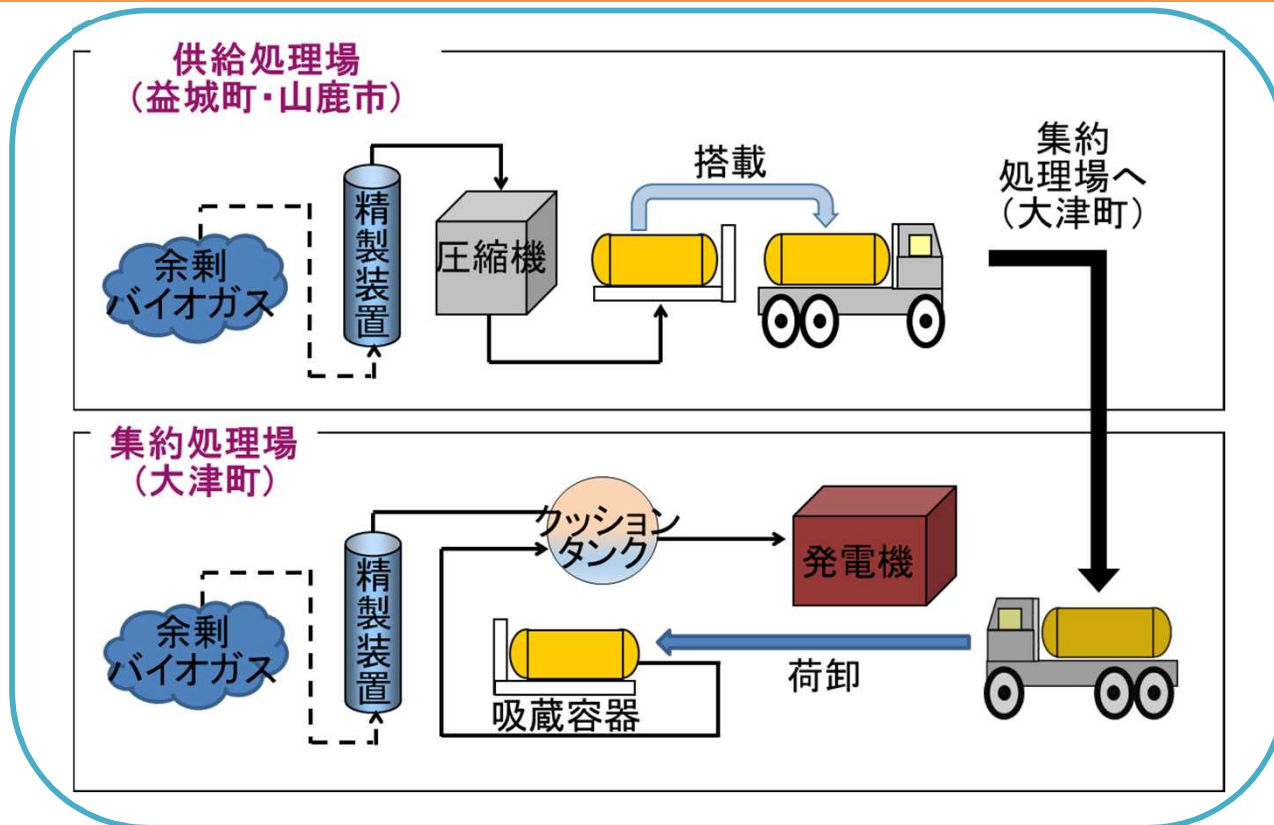 供給処理場
（益城町・山鹿市）
余剰
バイオガス
精製装置
圧縮機
搭載
集約
処理場へ
（大津町）
集約処理場
（大津町）
余剰
バイオガス
精製装置
クッション
タンク
発電機
吸蔵容器
荷卸